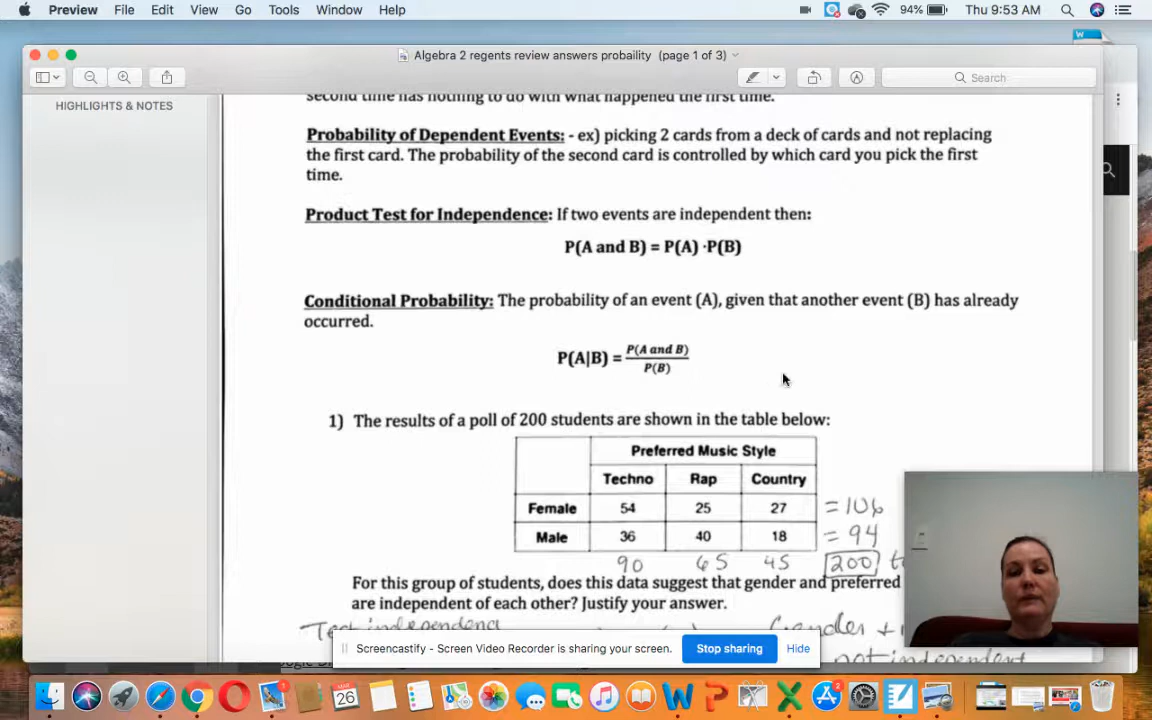 Preview File Edit View Go Tools Window Help 94% Thu 9:53 AM
Algebra 2 regents review answers probaility (page 1 of 3)
Search
HIGHLIGHTS & NOTES
second time has nothing to do with what happened the first time.
Probability of Dependent Events: - ex) picking 2 cards from a deck of cards and not replacing
the first card. The probability of the second card is controlled by which card you pick the first
time.
Product Test for Independence: If two events are independent then:
P(A and B) = P(A) ·P(B)
Conditional Probability: The probability of an event (A), given that another event (B) has already
occurred.
P(A|B) = P(A and B)
P(B)
1) The results of a poll of 200 students are shown in the table below:
Preferred Music Style
Techno Rap Country
Female 54 25 27 = 106
Male 36 40 18 = 94
90 65 45 200
For this group of students, does this data suggest that gender and preferred
are independent of each other? Justify your answer.
Test independence Gender +
not independent
Screencastify - Screen Video Recorder is sharing your screen. Stop sharing Hide
MAR
26